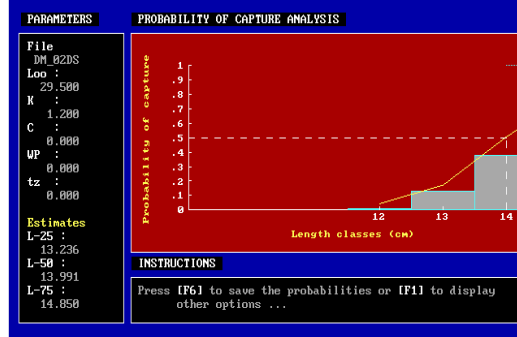 PARAMETERS
File
DM_02DS
Loo :
29.500
K :
1.200
C :
0.000
WP :
0.000
tz :
0.000
Estimates
L-25 :
13.236
L-50 :
13.991
L-75 :
14.850
PROBABILITY OF CAPTURE ANALYSIS
Probability of capture
1
.9
.8
.7
.6
.5
.4
.3
.2
.1
0
12 13 14
Length classes (cm)
INSTRUCTIONS
Press [F6] to save the probabilities or [F1] to display
other options ...